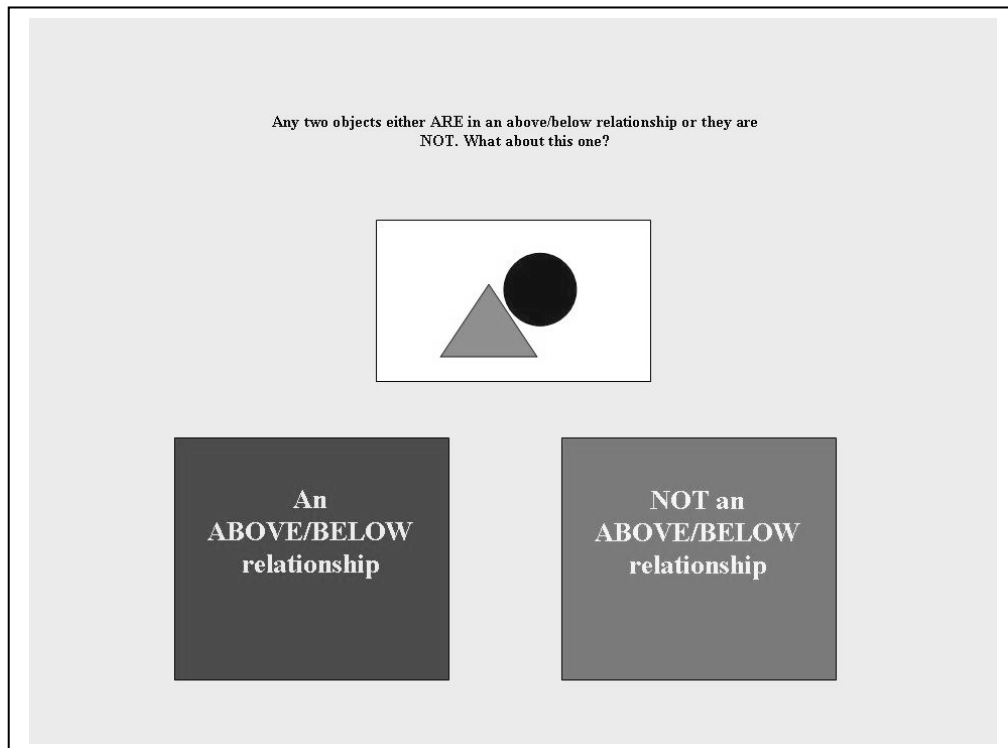 Any two objects either ARE in an above/below relationship or they are
NOT. What about this one?
An
ABOVE/BELOW
relationship
NOT an
ABOVE/BELOW
relationship